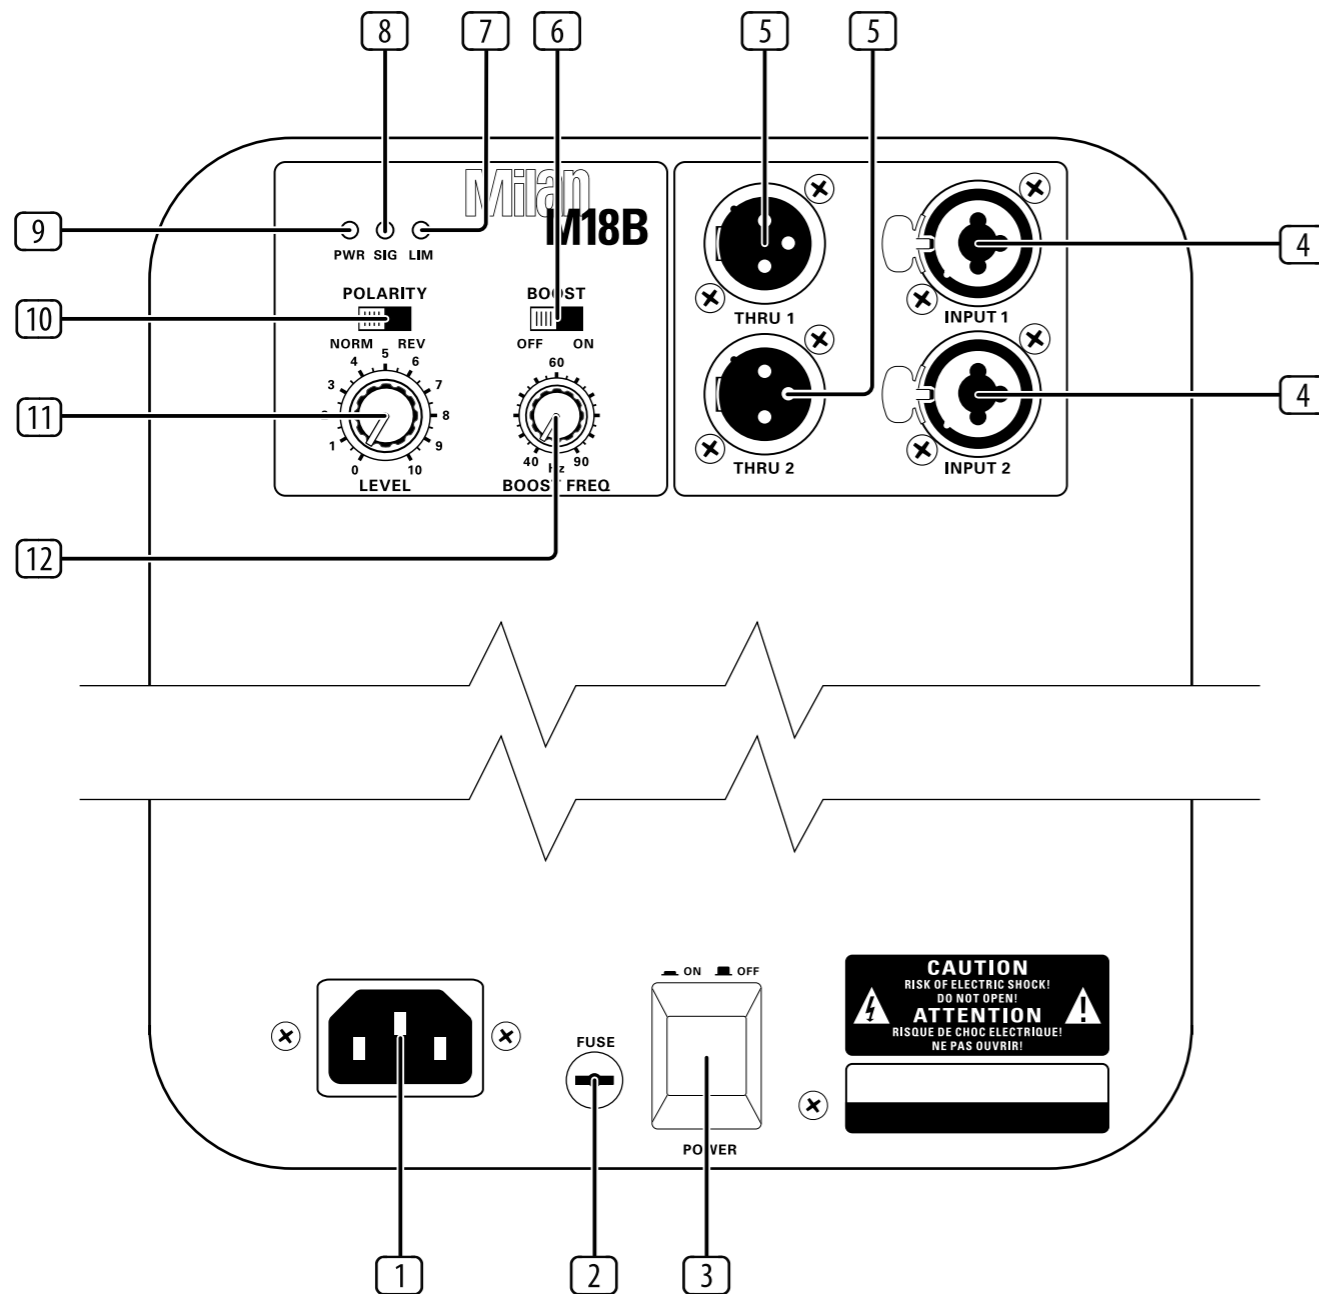 8 7 6 5 5
Milan
M18B
9
PWR SIG LIM
4
10
POLARITY
NORM REV
BOOST
OFF ON
THRU 1
INPUT 1
11
0 1 2 3 4 5 6 7 8 9 10
LEVEL
60
40 Hz 90
BOOST FREQ
4
THRU 2
INPUT 2
12
ON OFF
CAUTION
RISK OF ELECTRIC SHOCK!
DO NOT OPEN!
ATTENTION
RISQUE DE CHOC ELECTRIQUE!
NE PAS OUVRIR!
FUSE
POWER
1 2 3